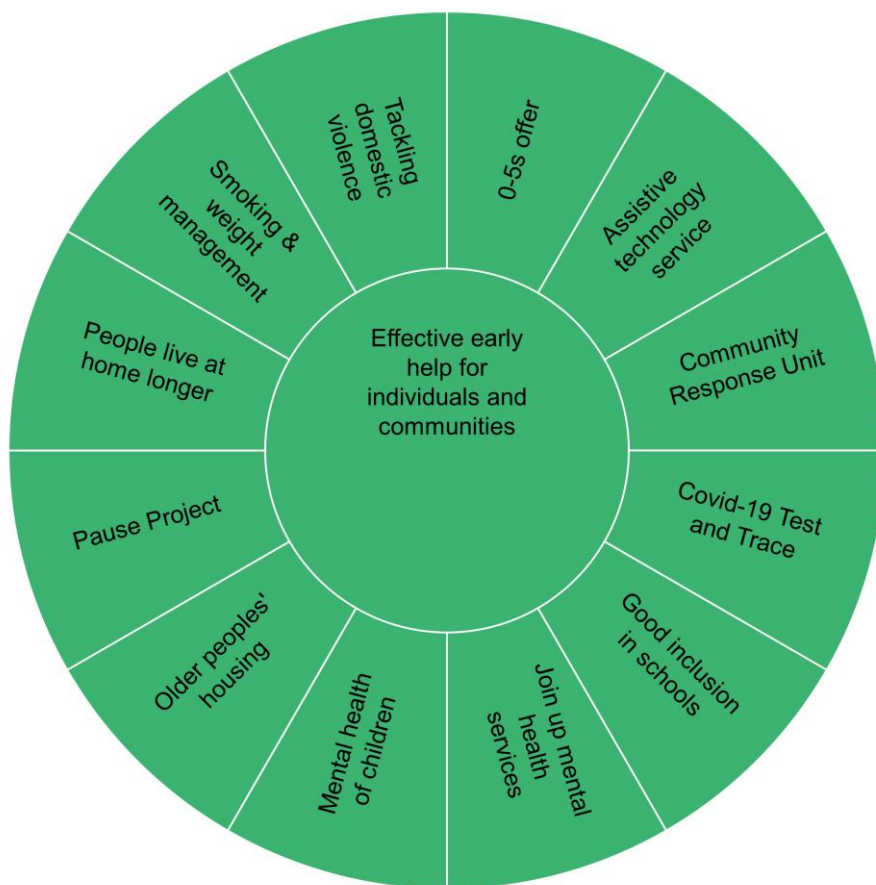 Effective early
help for
individuals and
communities
0-5s offer
Assistive
technology
service
Community
Response Unit
Covid-19 Test
and Trace
Good inclusion
in schools
Join up mental
health
services
Mental health
of children
Older peoples'
housing
Pause Project
People live at
home longer
Smoking &
weight
management
Tackling
domestic
violence